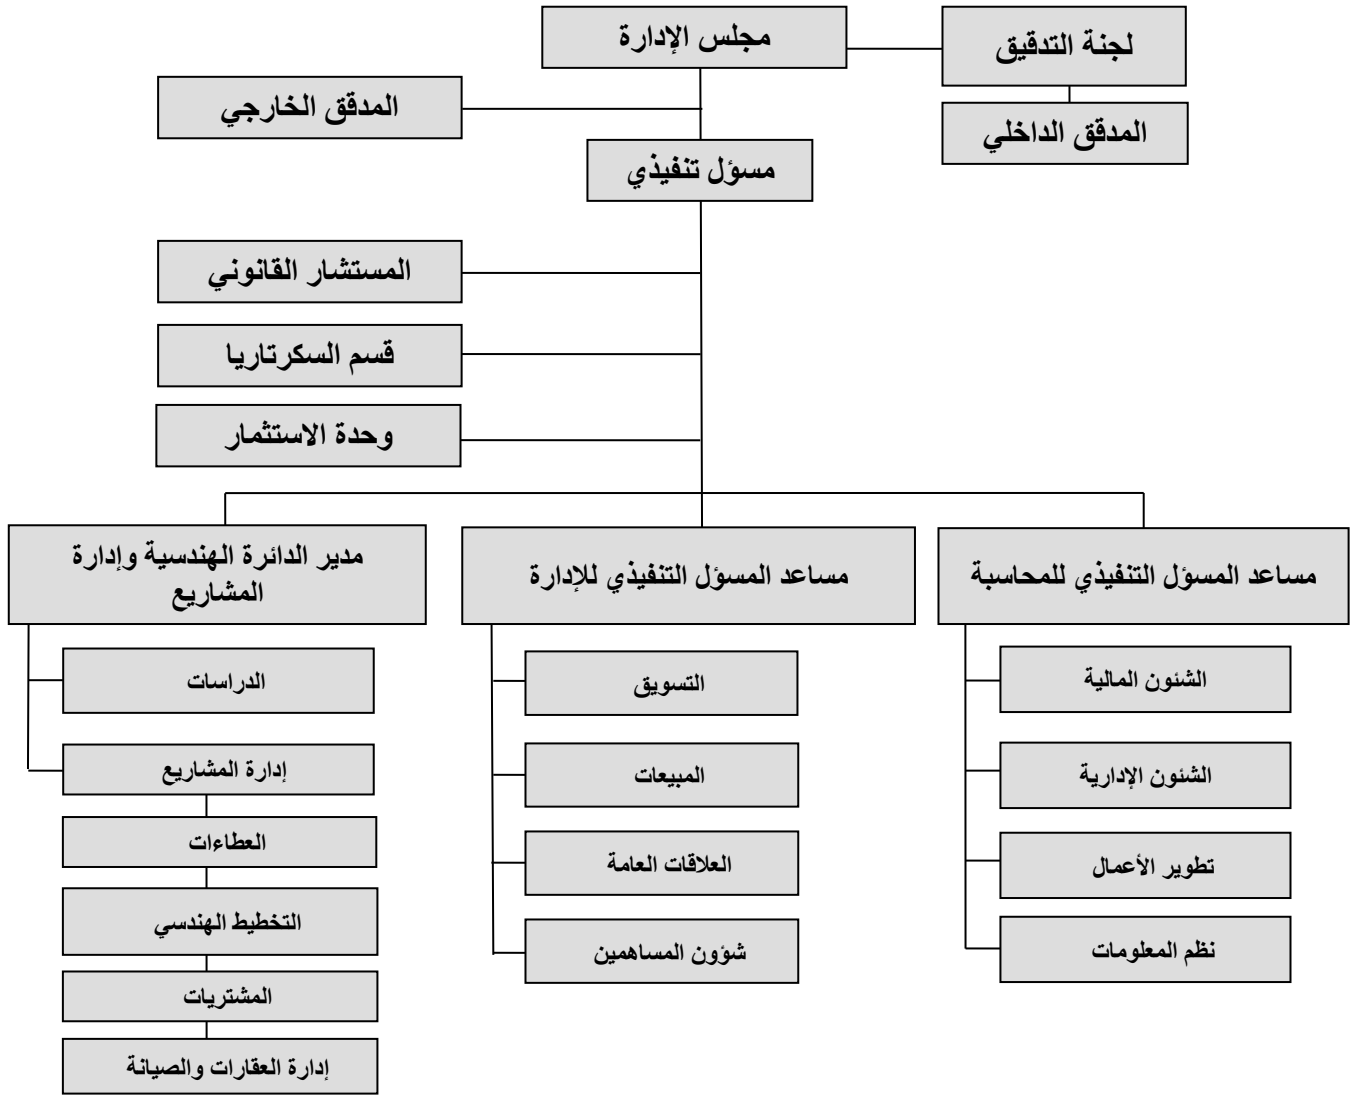 مجلس الإدارة
لجنة التدقيق
المدقق الخارجي
المدقق الداخلي
مسؤل تنفيذي
المستشار القانوني
قسم السكرتاريا
وحدة الاستثمار
مساعد المسؤل التنفيذي للمحاسبة
الشئون المالية
الشئون الإدارية
تطوير الأعمال
نظم المعلومات
مساعد المسؤل التنفيذي للإدارة
التسويق
المبيعات
العلاقات العامة
شؤون المساهمين
مدير الدائرة الهندسية وإدارة
المشاريع
الدراسات
إدارة المشاريع
العطاءات
التخطيط الهندسي
المشتريات
إدارة العقارات والصيانة